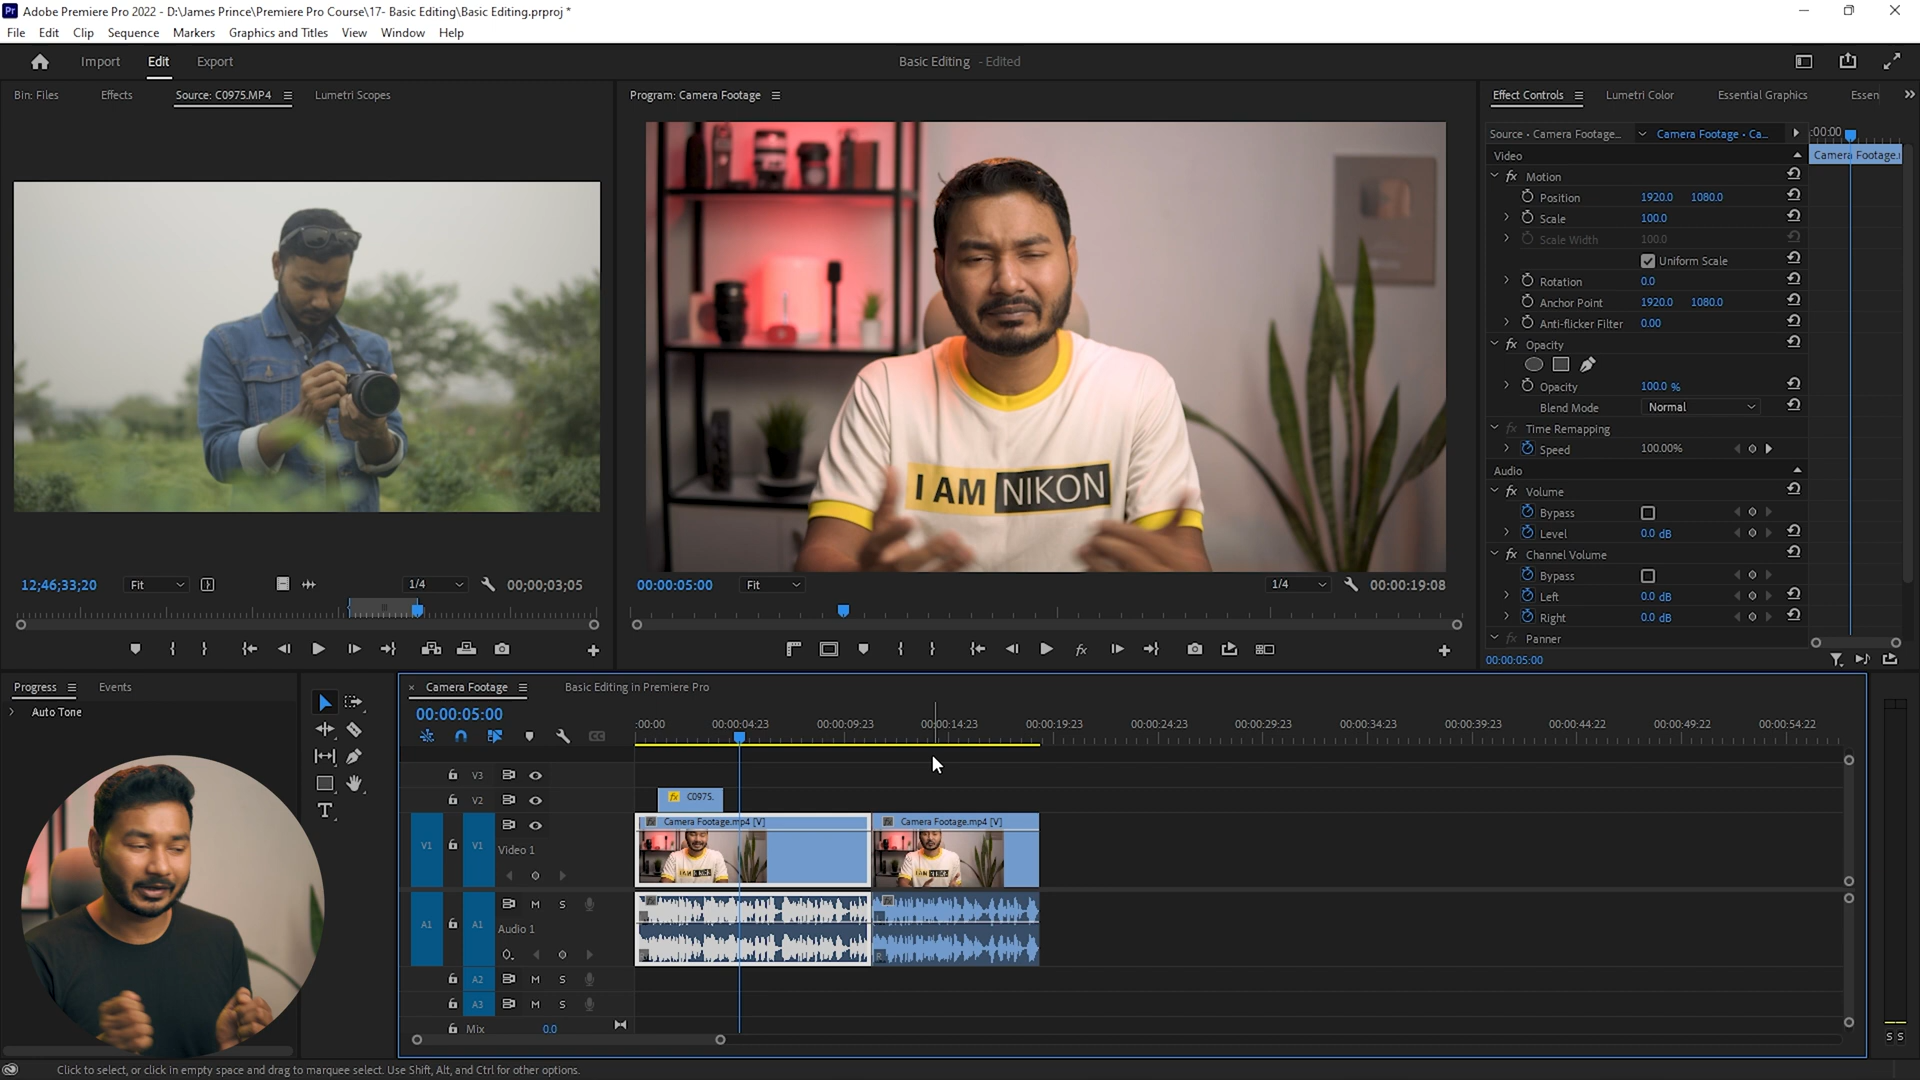 Pr Adobe Premiere Pro 2022 - D:\James Prince\Premiere Pro Course\17- Basic Editing\Basic Editing.prproj *
File Edit Clip Sequence Markers Graphics and Titles View Window Help
Import Edit Export
Basic Editing - Edited
Bin: Files Effects Source: C0975.MP4 Lumetri Scopes
Program: Camera Footage
Effect Controls Lumetri Color Essential Graphics Essen
Source - Camera Footage... Camera Footage - Ca... :00:00
Video Camera Footage.
fx Motion
Position 1920.0 1080.0
Scale 100.0
Scale Width 100.0
Uniform Scale
Rotation 0.0
Anchor Point 1920.0 1080.0
Anti-flicker Filter 0.00
fx Opacity
Opacity 100.0 %
Blend Mode Normal
fx Time Remapping
Speed 100.00%
Audio
fx Volume
Bypass
Level 0.0 dB
fx Channel Volume
Bypass
Left 0.0 dB
Right 0.0 dB
fx Panner
00:00:05:00
I AM NIKON
12;46;33;20 Fit 1/4 00;00;03;05
00:00:05:00 Fit 1/4 00:00:19:08
fx
Progress Events
Auto Tone
× Camera Footage Basic Editing in Premiere Pro
00:00:05:00
:00:00 00:00:04:23 00:00:09:23 00:00:14:23 00:00:19:23 00:00:24:23 00:00:29:23 00:00:34:23 00:00:39:23 00:00:44:22 00:00:49:22 00:00:54:22
V3
V2 fx C0975.
Camera Footage.mp4 [V] Camera Footage.mp4 [V]
V1 V1 Video 1
M S
A1 A1 Audio 1
R
A2 M S
A3 M S
Mix 0.0
S S
Click to select, or click in empty space and drag to marquee select. Use Shift, Alt, and Ctrl for other options.